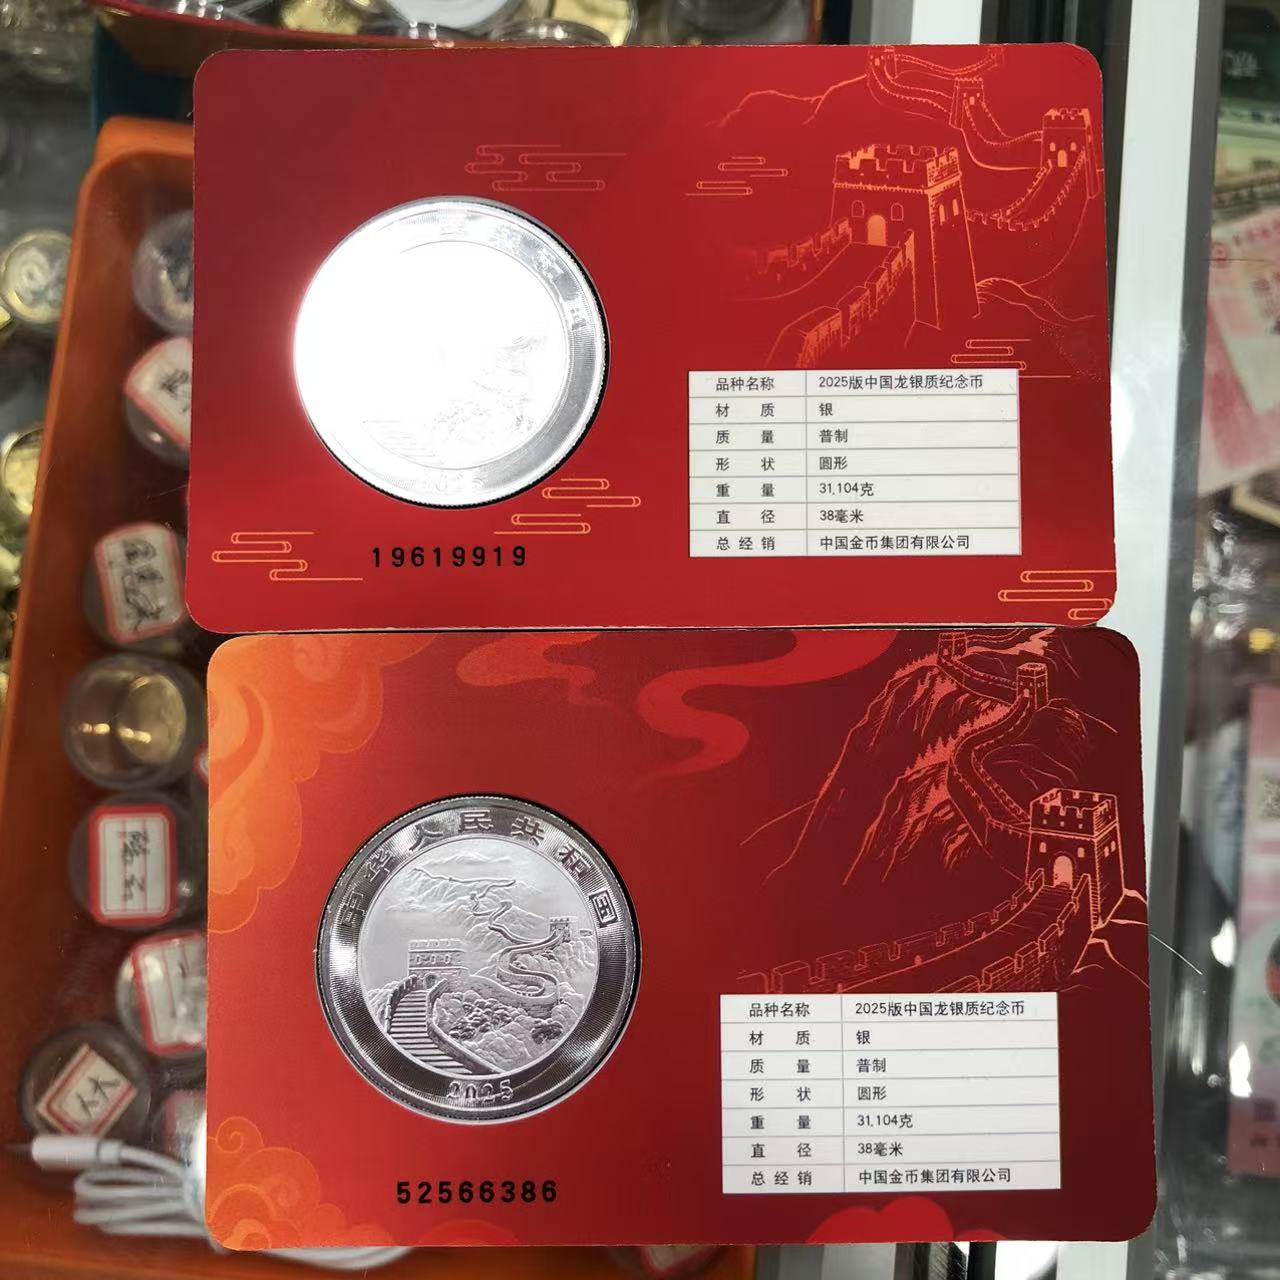 19619919
品种名称 2025版中国龙银质纪念币
材 质 银
质 量 普制
形 状 圆形
重 量 31.104克
直 径 38毫米
总 经 销 中国金币集团有限公司
中华人民共和国
2025
52566386
品种名称 2025版中国龙银质纪念币
材 质 银
质 量 普制
形 状 圆形
重 量 31.104克
直 径 38毫米
总 经 销 中国金币集团有限公司